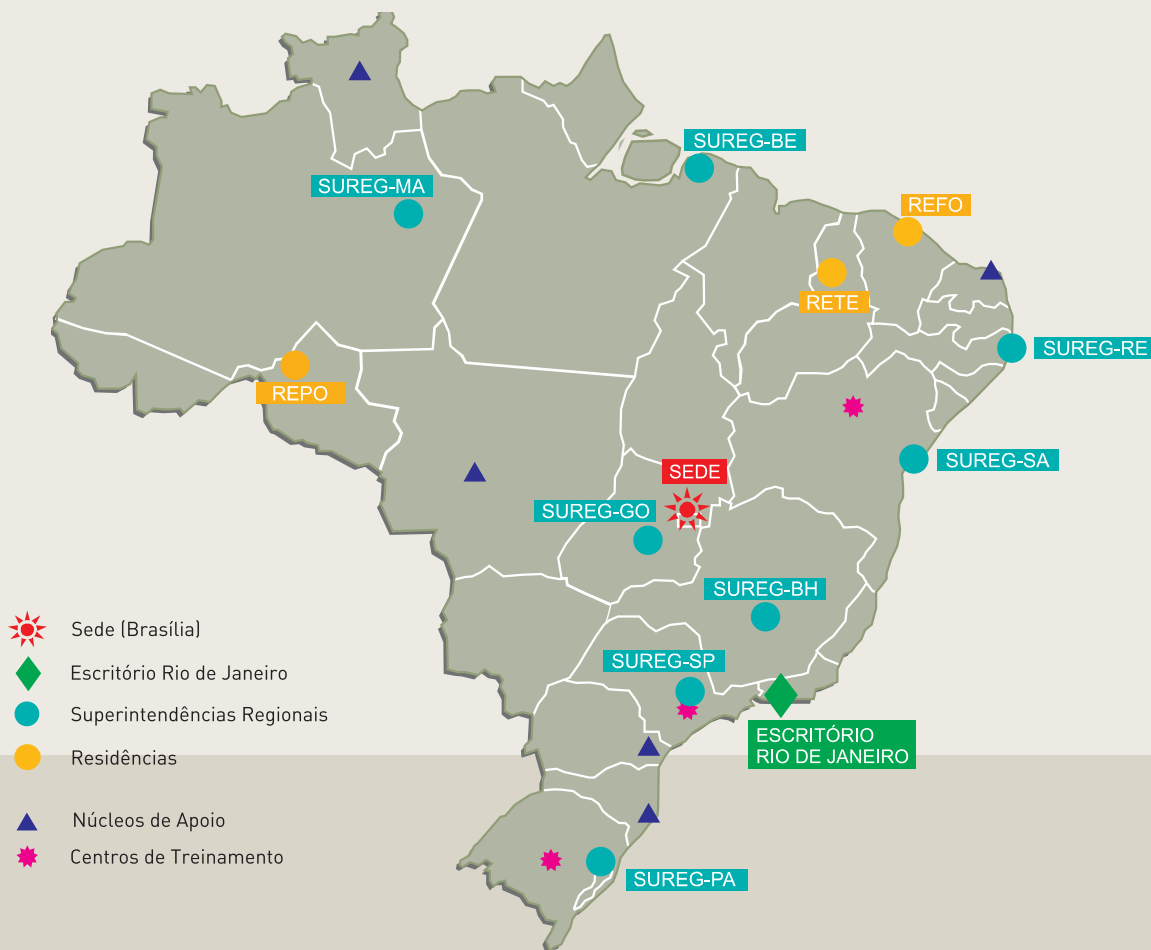 SUREG-BE
SUREG-MA
REFO
RETE
SUREG-RE
REPO
SUREG-SA
SEDE
SUREG-GO
SUREG-BH
SUREG-SP
ESCRITÓRIO
RIO DE JANEIRO
SUREG-PA
Sede (Brasília)
Escritório Rio de Janeiro
Superintendências Regionais
Residências
Núcleos de Apoio
Centros de Treinamento